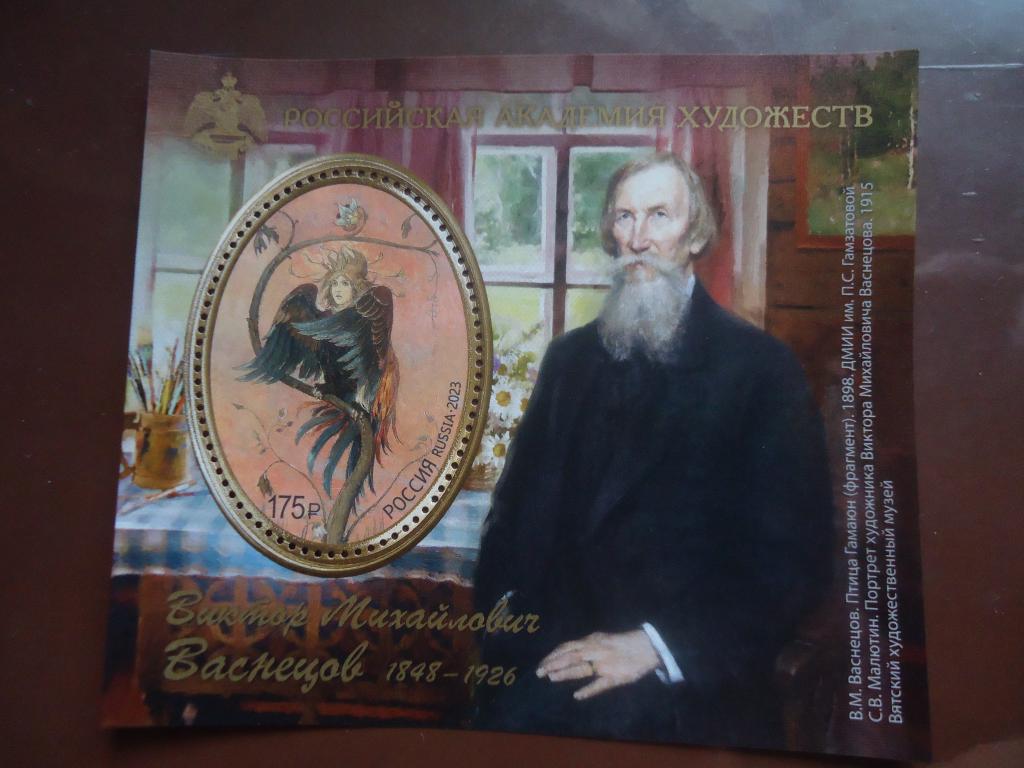 РОССИЙСКАЯ АКАДЕМИЯ ХУДОЖЕСТВ
175₽
РОССИЯ RUSSIA·2023
Виктор Михайлович
Васнецов 1848–1926
В.М. Васнецов. Птица Гамаюн (фрагмент). 1898. ДМИИ им. П.С. Гамзатовой
С.В. Малютин. Портрет художника Виктора Михайловича Васнецова. 1915
Вятский художественный музей